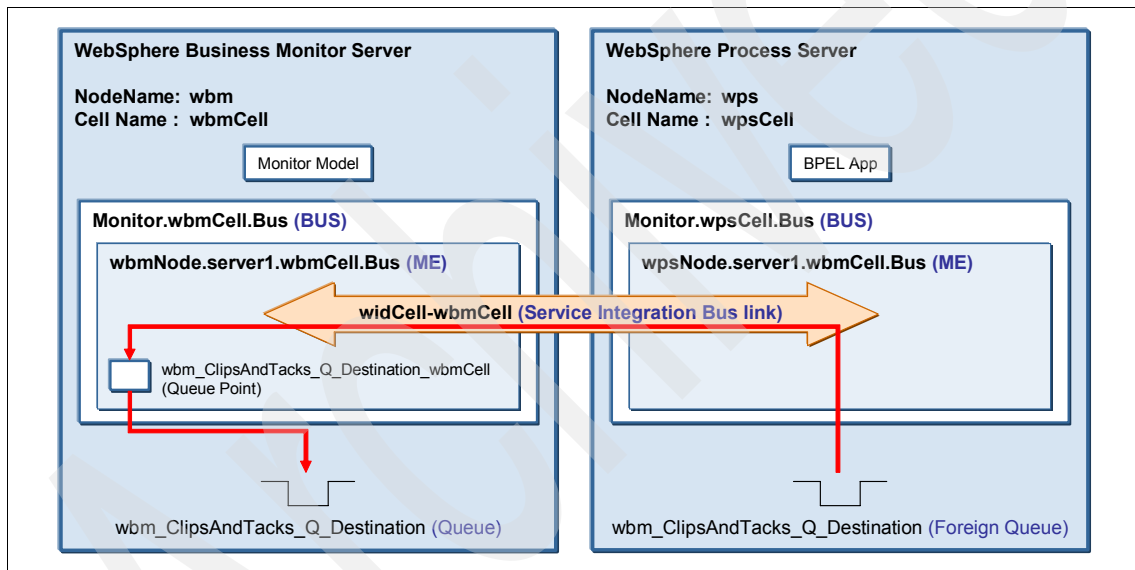 WebSphere Business Monitor Server
NodeName: wbm
Cell Name : wbmCell
Monitor Model
Monitor.wbmCell.Bus (BUS)
wbmNode.server1.wbmCell.Bus (ME)
widCell-wbmCell (Service Integration Bus link)
wbm_ClipsAndTacks_Q_Destination_wbmCell
(Queue Point)
wbm_ClipsAndTacks_Q_Destination (Queue)
WebSphere Process Server
NodeName: wps
Cell Name : wpsCell
BPEL App
Monitor.wpsCell.Bus (BUS)
wpsNode.server1.wbmCell.Bus (ME)
wbm_ClipsAndTacks_Q_Destination (Foreign Queue)